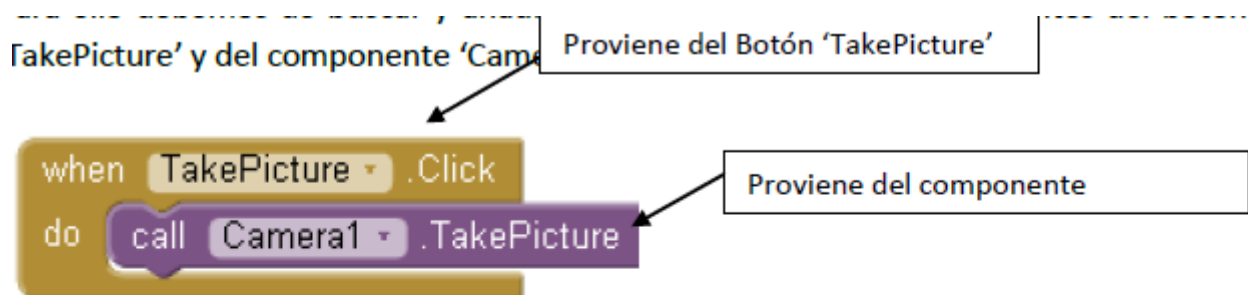 Proviene del Botón ‘TakePicture’
TakePicture’ y del componente ‘Came
when TakePicture .Click
Proviene del componente
do call Camera1 .TakePicture